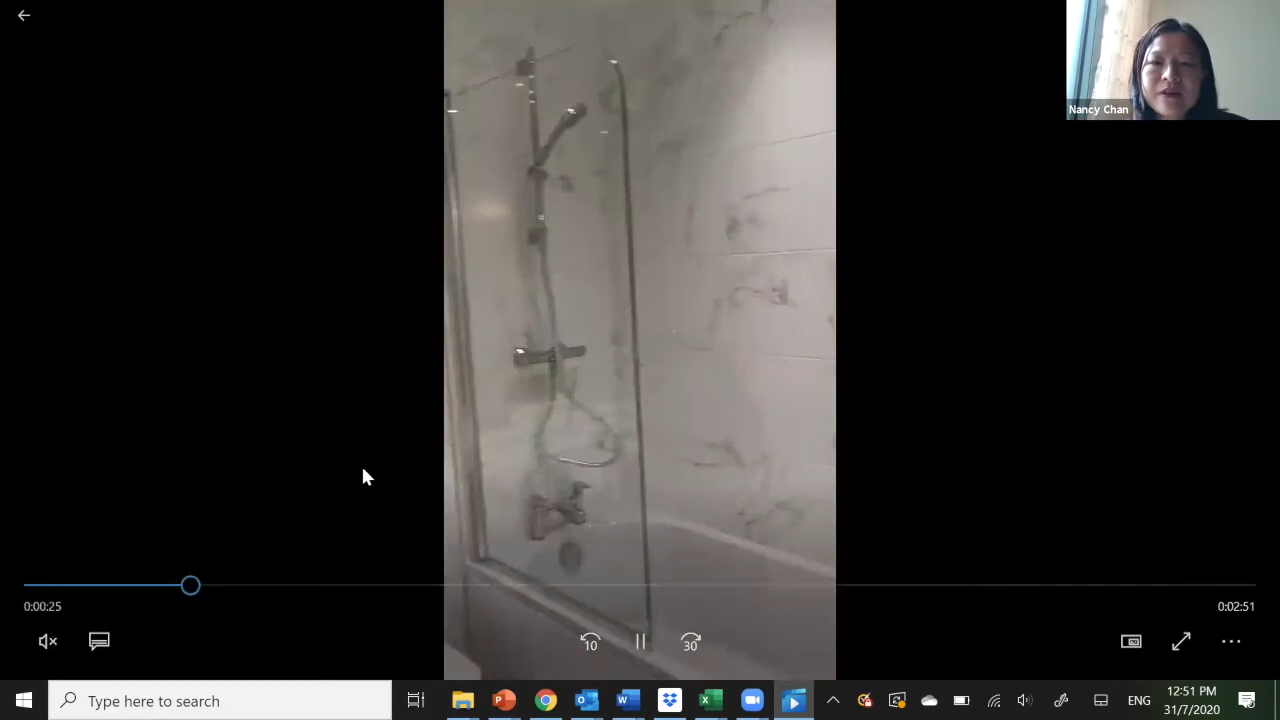 Nancy Chan
0:00:25
0:02:51
10
30
Type here to search
ENG
12:51 PM
31/7/2020